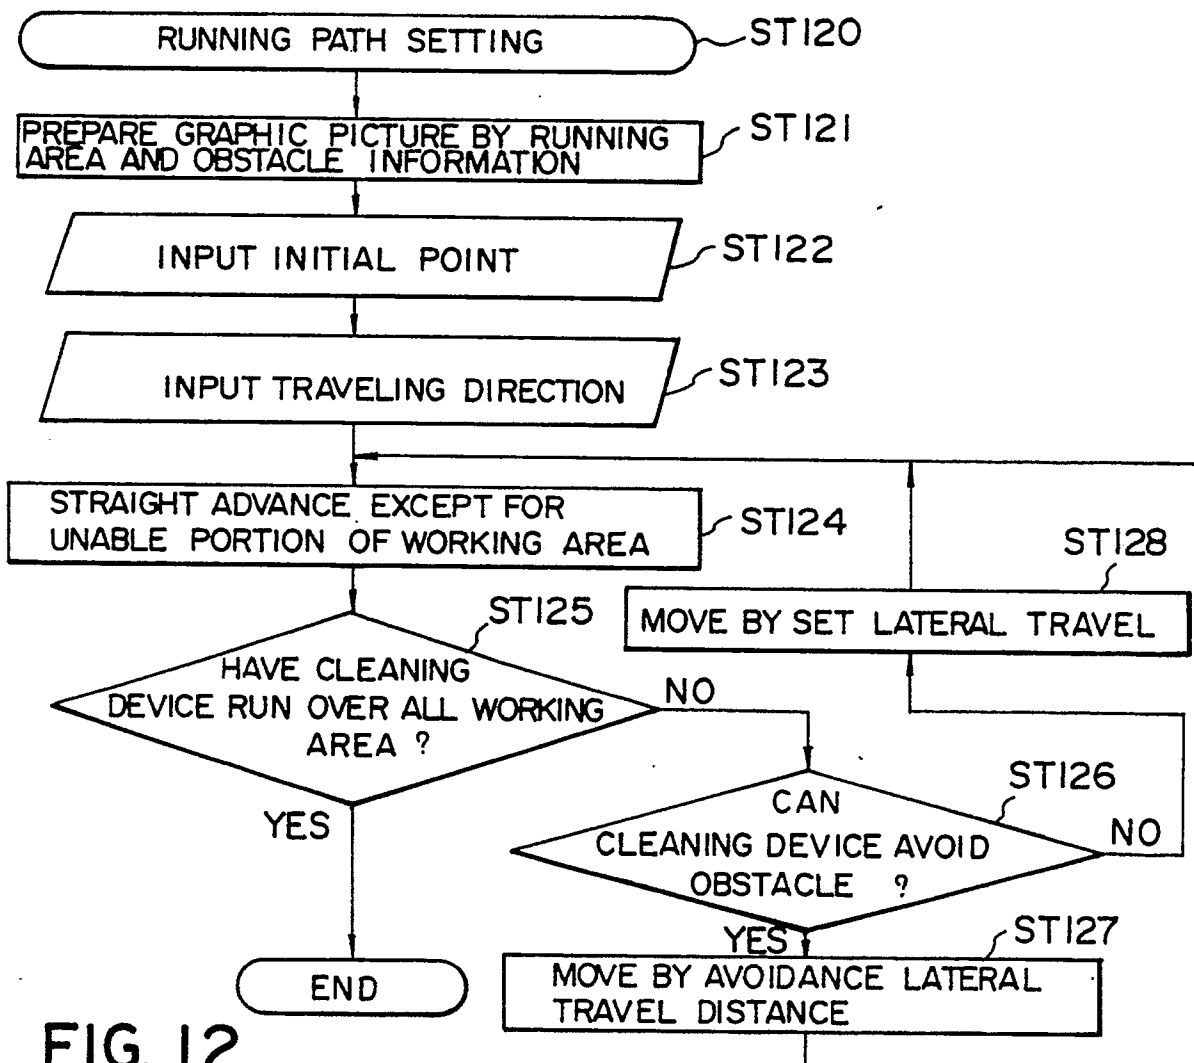 RUNNING PATH SETTING
ST120
PREPARE GRAPHIC PICTURE BY RUNNING
AREA AND OBSTACLE INFORMATION
ST121
INPUT INITIAL POINT
ST122
INPUT TRAVELING DIRECTION
ST123
STRAIGHT ADVANCE EXCEPT FOR
UNABLE PORTION OF WORKING AREA
ST124
ST128
MOVE BY SET LATERAL TRAVEL
ST125
HAVE CLEANING
DEVICE RUN OVER ALL WORKING
AREA ?
NO
YES
ST126
CAN
CLEANING DEVICE AVOID
OBSTACLE ?
NO
YES
ST127
MOVE BY AVOIDANCE LATERAL
TRAVEL DISTANCE
END
FIG. 12